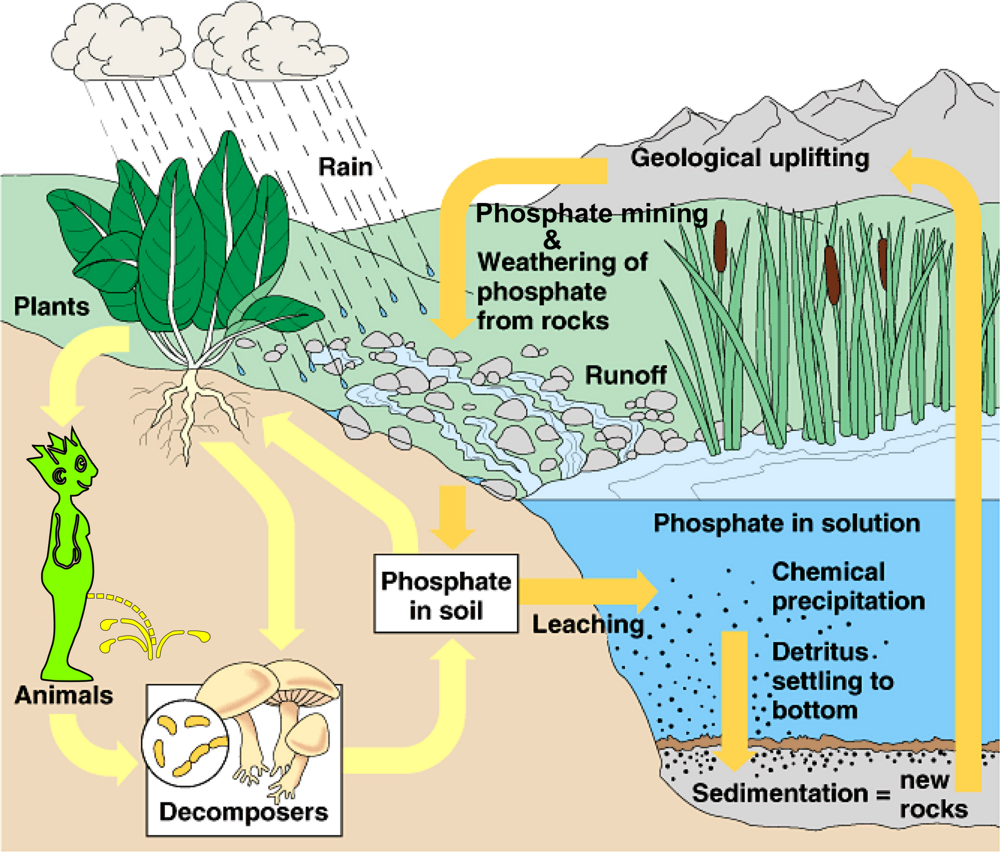 Rain
Geological uplifting
Phosphate mining
&
Weathering of
phosphate
from rocks
Plants
Runoff
Phosphate in solution
Phosphate
in soil
Leaching
Chemical
precipitation
Detritus
settling to
bottom
Animals
Decomposers
Sedimentation = new
rocks